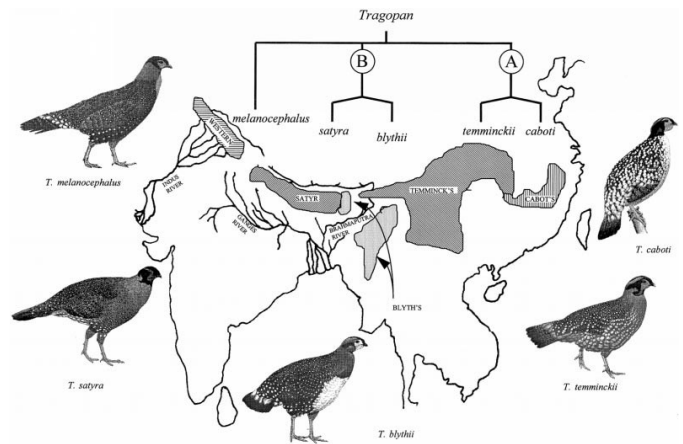 Tragopan
B
A
melanocephalus
satyra
blythii
temminckii
caboti
WESTERN
T. melanocephalus
INDUS
RIVER
GANGES
RIVER
SATYR
BRAHMAPUTRA
RIVER
TEMMINCK'S
CABOT'S
T. caboti
BLYTH'S
T. satyra
T. blythii
T. temminckii